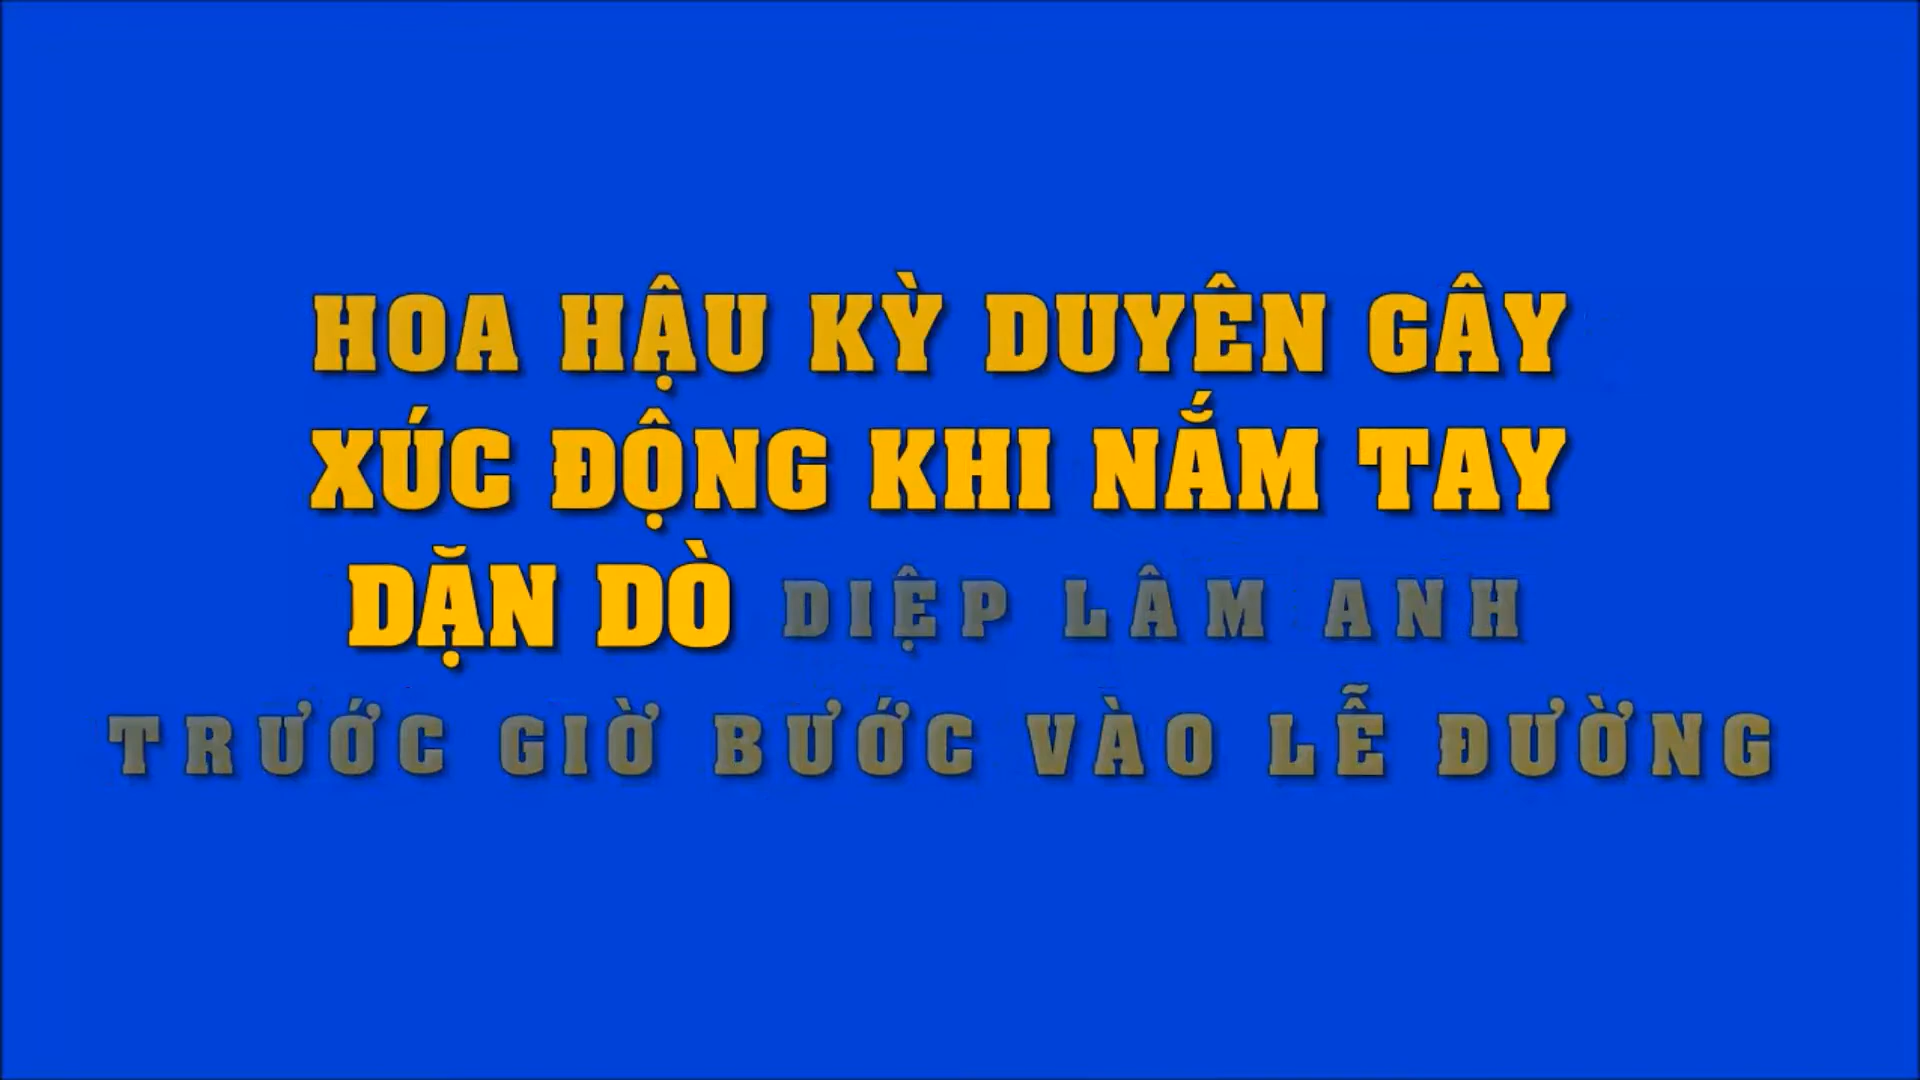 HOA HẬU KỲ DUYÊN GÂY
XÚC ĐỘNG KHI NẮM TAY
DẶN DÒ DIỆP LÂM ANH
TRƯỚC GIỜ BƯỚC VÀO LỄ ĐƯỜNG